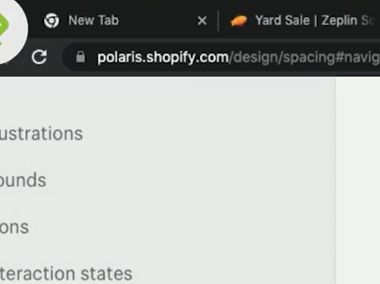 New Tab
Yard Sale | Zeplin Sc
polaris.shopify.com/design/spacing#navig
ustrations
ounds
ons
teraction states